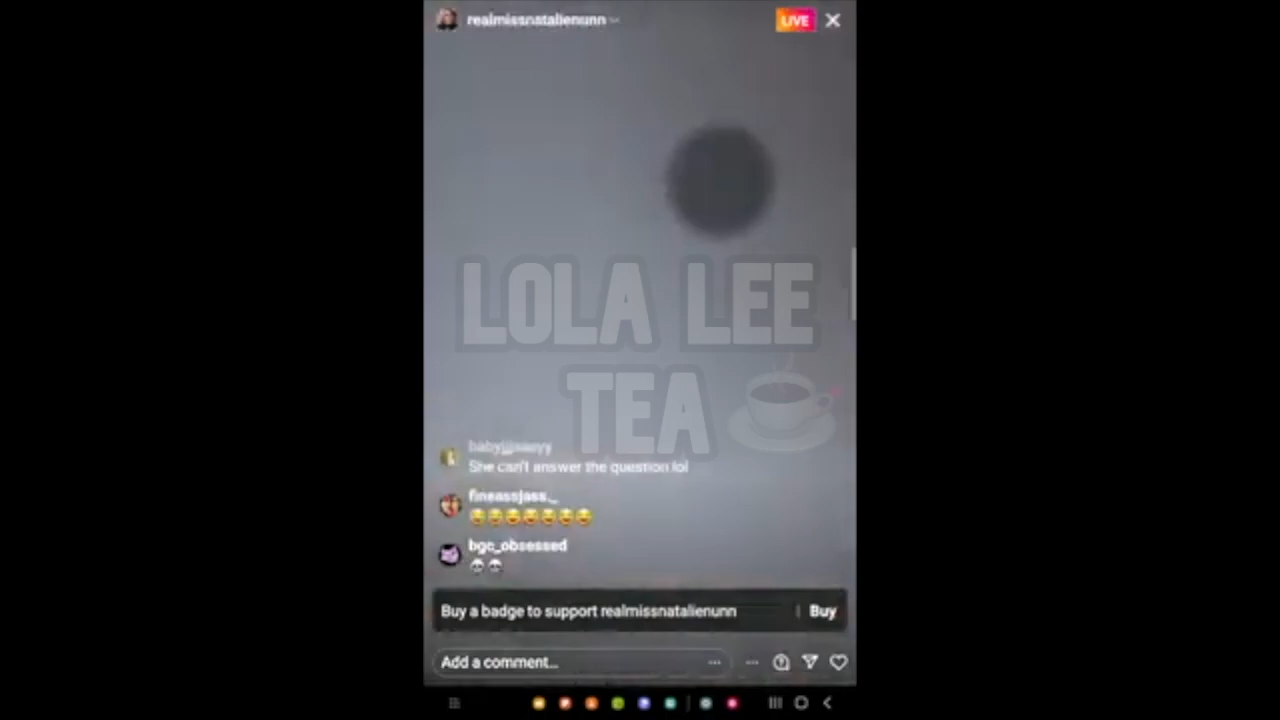 realmissnatalienunn
LIVE
LOLA LEE
TEA
She can't answer the question lol
fineassjass._
bgc_obsessed
Buy a badge to support realmissnatalienunn
Buy
Add a comment...